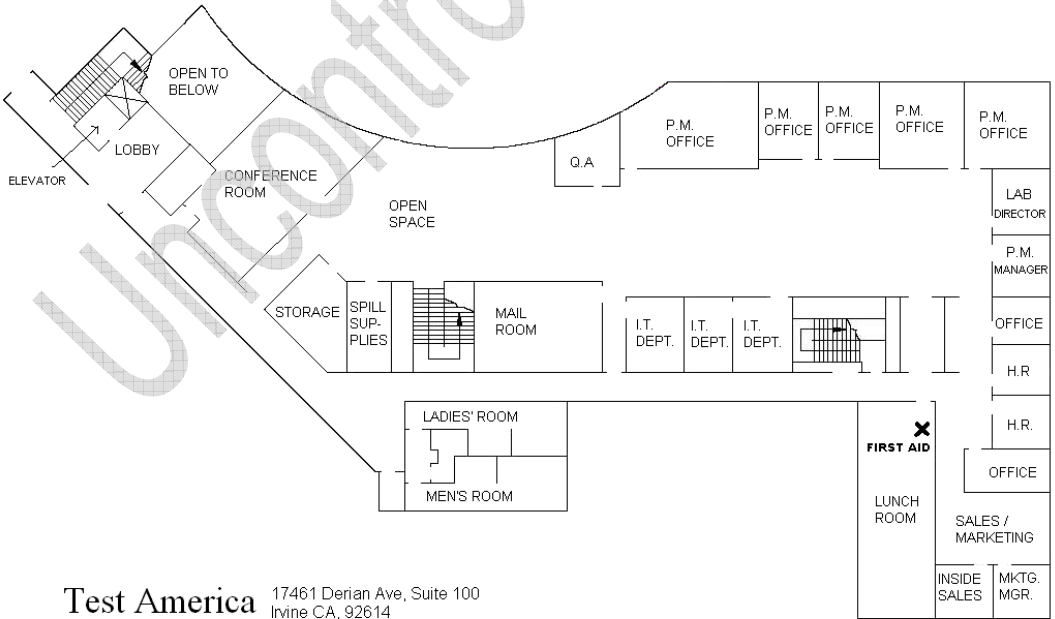 Uncontro
OPEN TO
BELOW
LOBBY
ELEVATOR
CONFERENCE
ROOM
OPEN
SPACE
Q.A
P.M.
OFFICE
P.M.
OFFICE
P.M.
OFFICE
P.M.
OFFICE
P.M.
OFFICE
LAB
DIRECTOR
P.M.
MANAGER
OFFICE
H.R
H.R.
OFFICE
STORAGE
SPILL
SUP-
PLIES
MAIL
ROOM
I.T.
DEPT.
I.T.
DEPT.
I.T.
DEPT.
LADIES' ROOM
MEN'S ROOM
FIRST AID
LUNCH
ROOM
SALES /
MARKETING
INSIDE
SALES
MKTG.
MGR.
Test America
17461 Derian Ave, Suite 100
Irvine CA, 92614